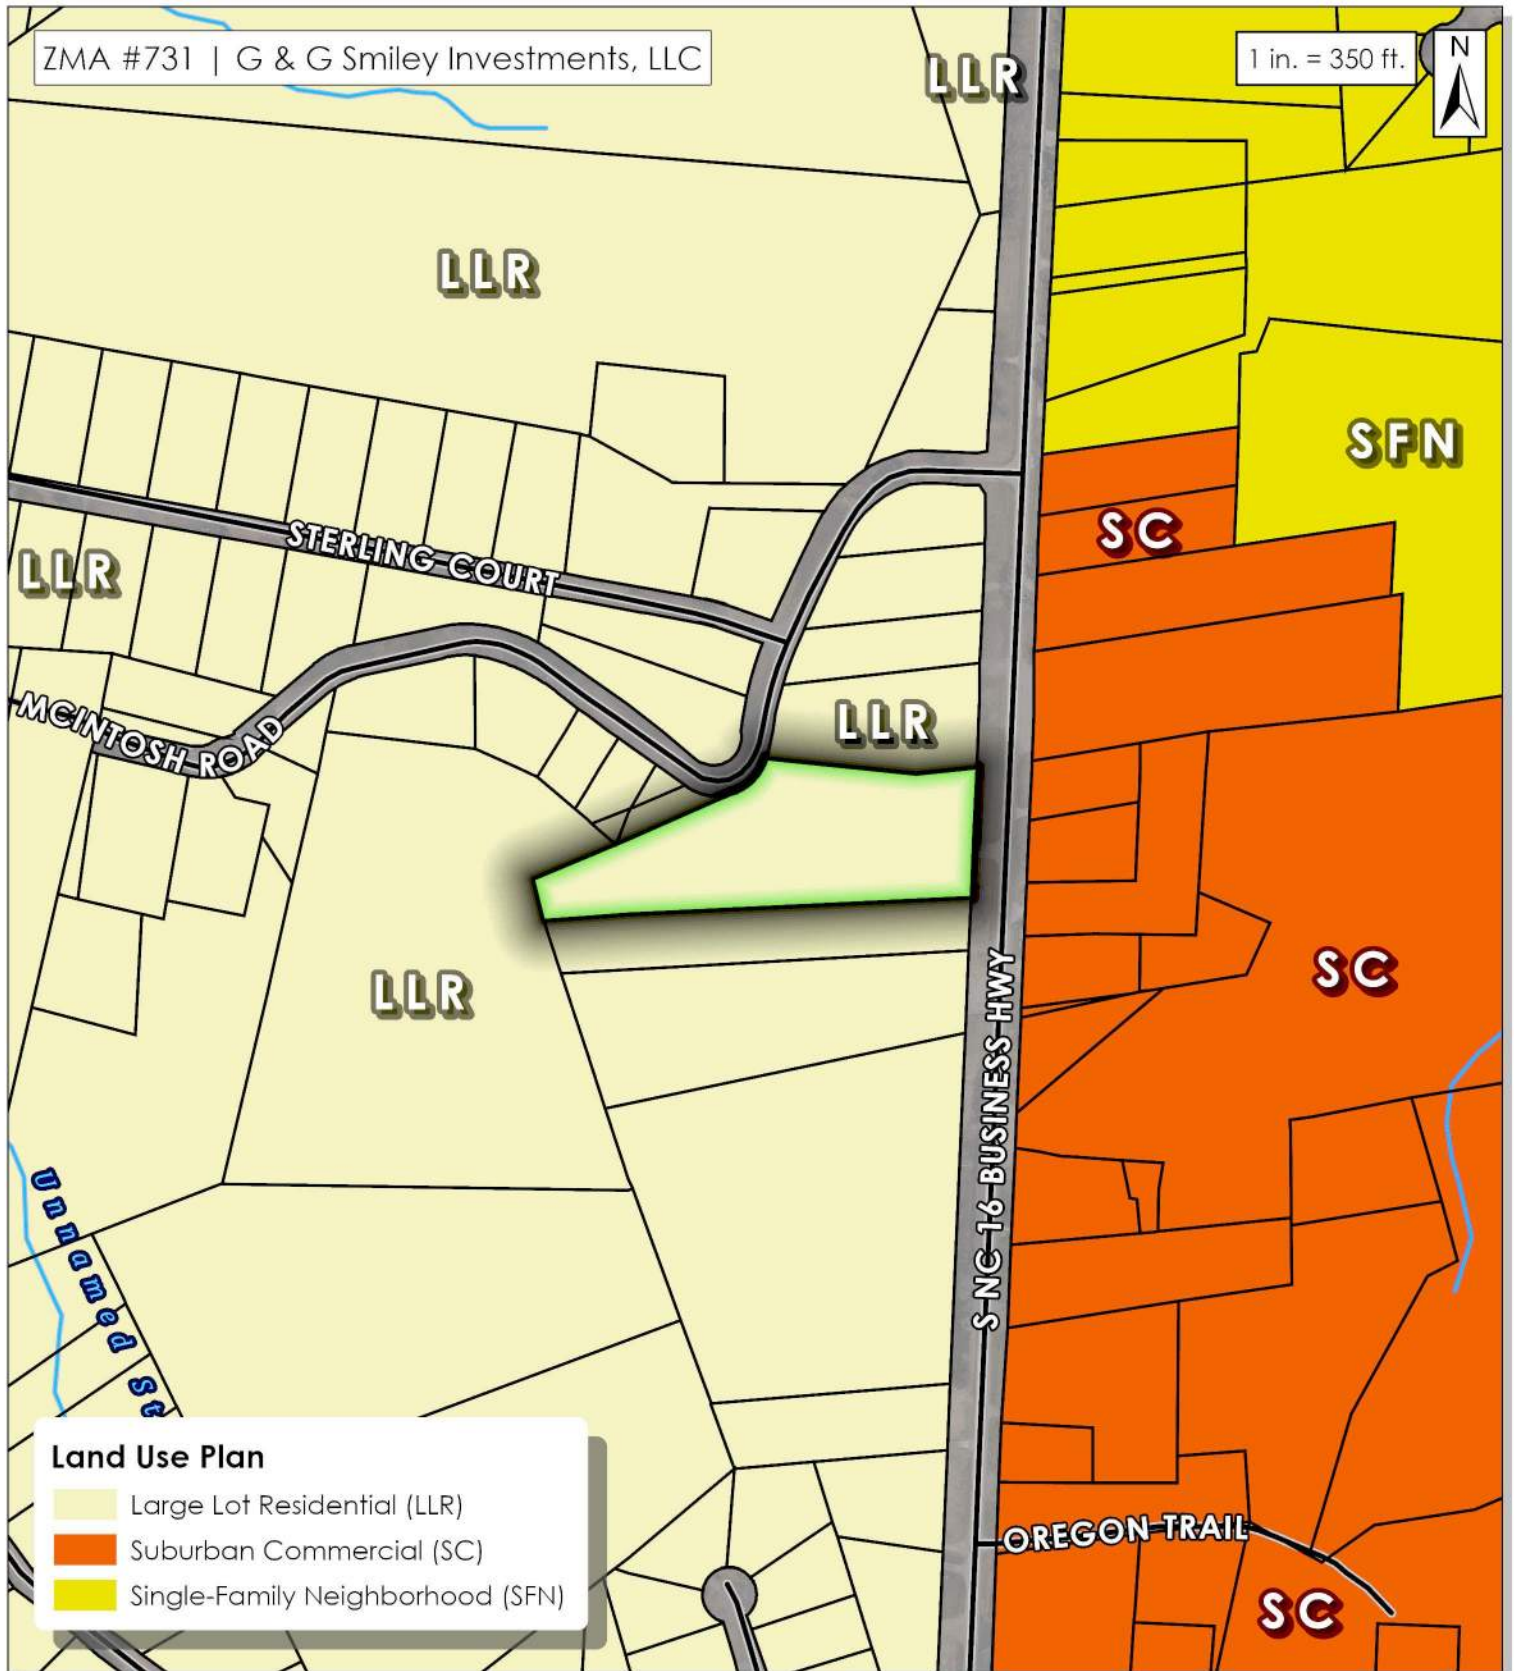 ZMA #731 | G & G Smiley Investments, LLC
1 in. = 350 ft.
N
LLR
LLR
SFN
SC
STERLING COURT
LLR
MCINTOSH ROAD
LLR
SC
LLR
S NC 16 BUSINESS HWY
Unnamed St
Land Use Plan
Large Lot Residential (LLR)
Suburban Commercial (SC)
Single-Family Neighborhood (SFN)
OREGON TRAIL
SC